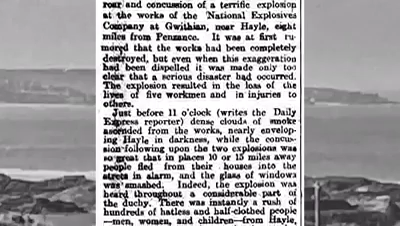 roar and concussion of a terrific explosion
at the works of the National Explosives
Company at Gwithian, near Hayle, eight
miles from Penzance. It was at first ru-
mored that the works had been completely
destroyed, but even when this exaggeration
had been dispelled it was made only too
clear that a serious disaster had occurred.
The explosion resulted in the loss of the
lives of five workmen and in injuries to
others.
Just before 11 o'clock (writes the Daily
Express reporter) dense clouds of smoke
ascended from the works, nearly envelop-
ing Hayle in darkness, while the concus-
sion following upon the two explosions was
so great that in places 10 or 15 miles away
people fled from their houses into the
streets in alarm, and the glass of windows
was smashed. Indeed, the explosion was
heard throughout a considerable part of
the duchy. There was instantly a rush of
hundreds of hatless and half-clothed people
—men, women, and children—from Hayle,